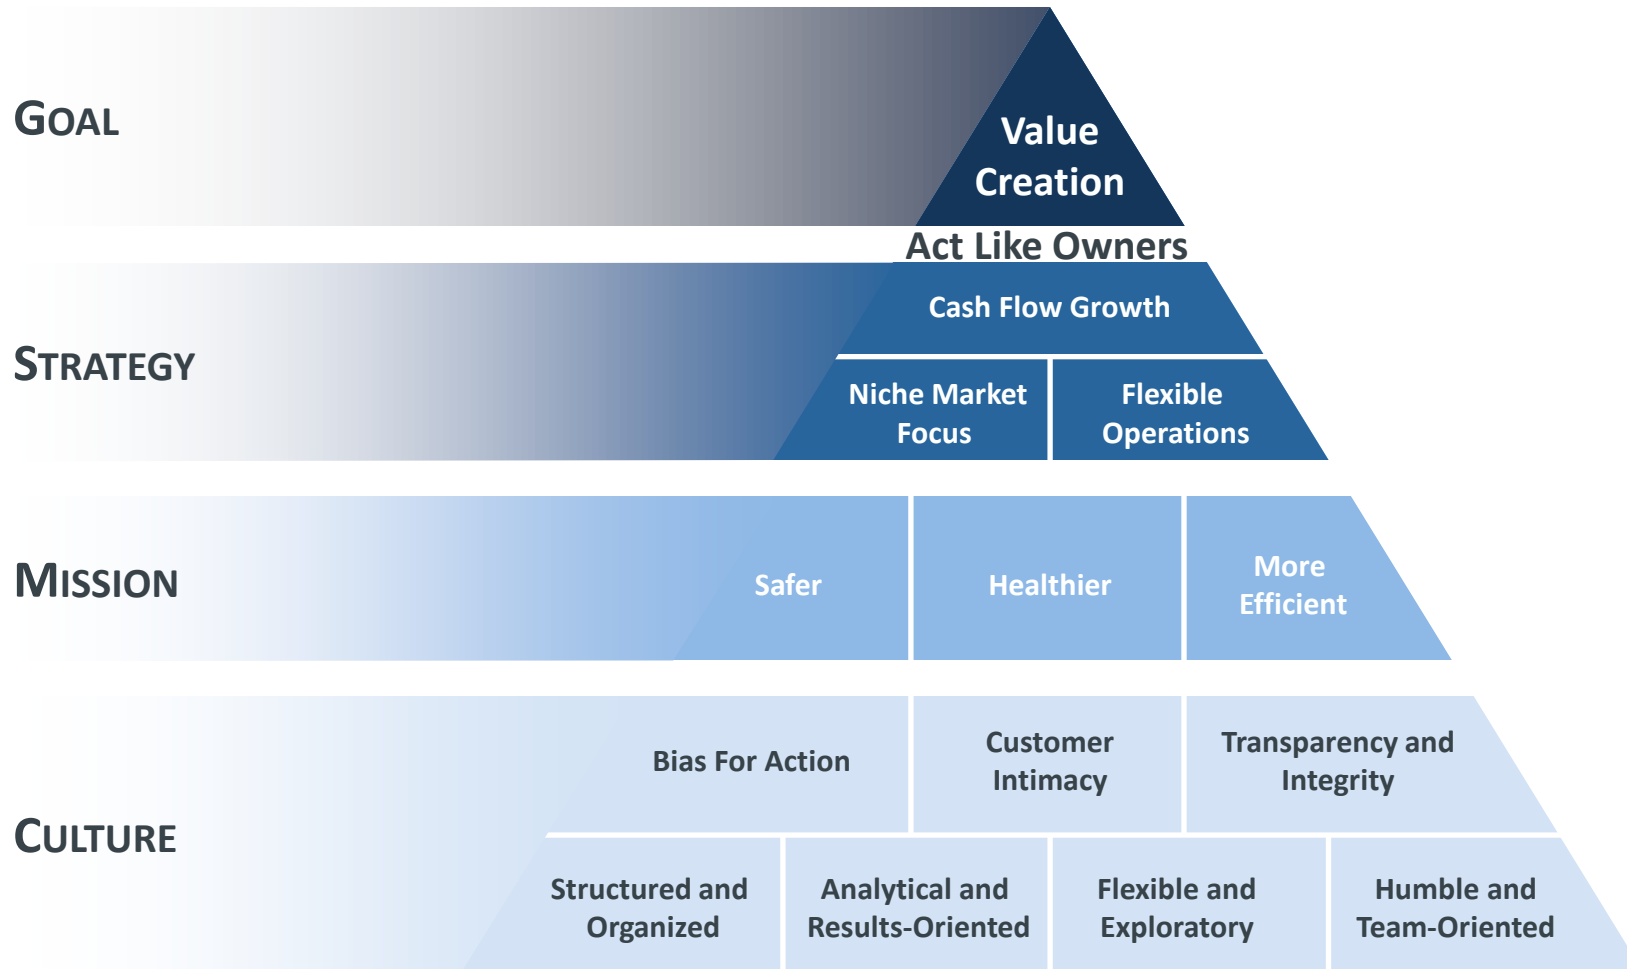 GOAL
Value
Creation
Act Like Owners
STRATEGY
Cash Flow Growth
Niche Market
Focus
Flexible
Operations
MISSION
Safer
Healthier
More
Efficient
CULTURE
Bias For Action
Customer
Intimacy
Transparency and
Integrity
Structured and
Organized
Analytical and
Results-Oriented
Flexible and
Exploratory
Humble and
Team-Oriented